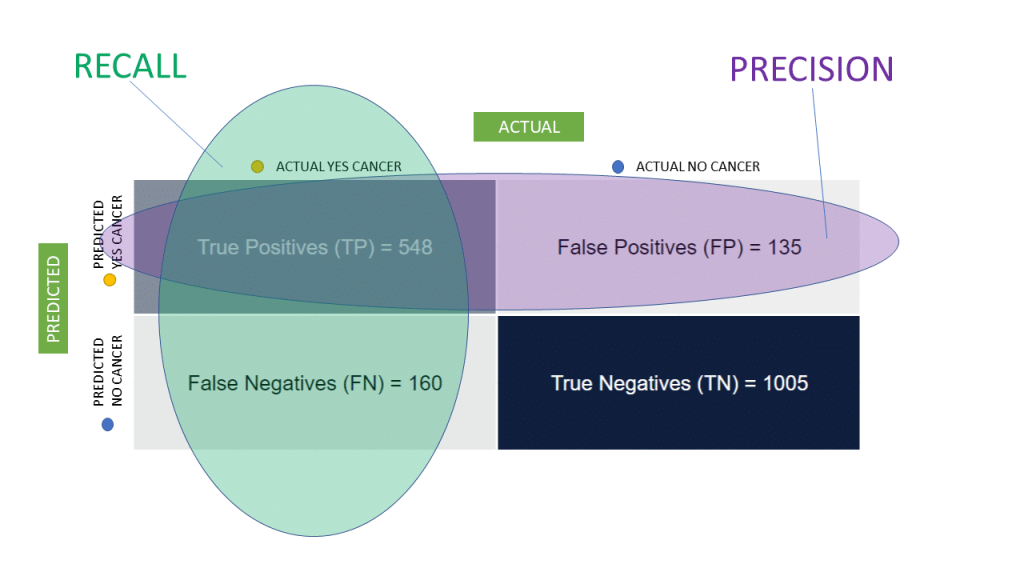 RECALL
PRECISION
ACTUAL
ACTUAL YES CANCER
ACTUAL NO CANCER
PREDICTED
PREDICTED
YES CANCER
True Positives (TP) = 548
False Positives (FP) = 135
PREDICTED
NO CANCER
False Negatives (FN) = 160
True Negatives (TN) = 1005